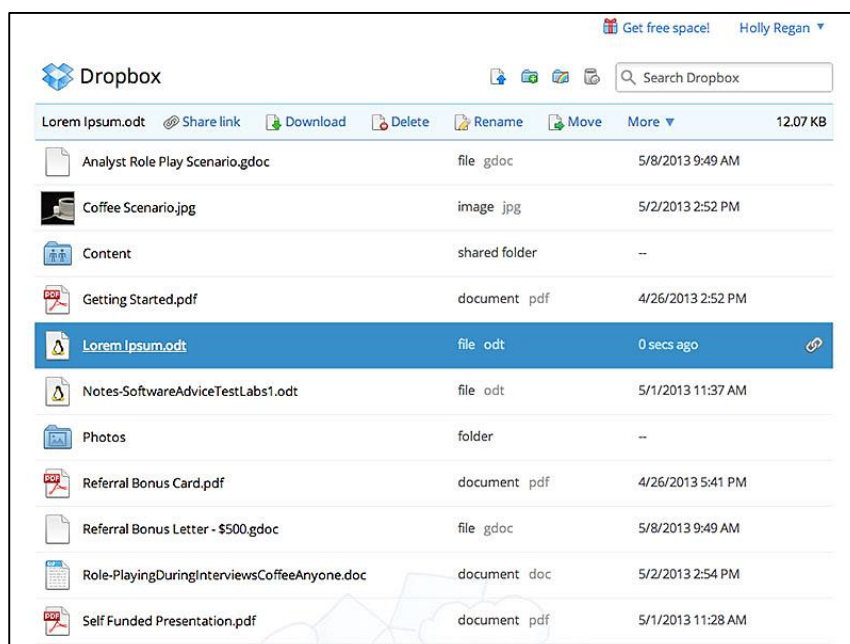 Get free space! Holly Regan
Dropbox Search Dropbox
Lorem Ipsum.odt Share link Download Delete Rename Move More 12.07 KB
Analyst Role Play Scenario.gdoc file gdoc 5/8/2013 9:49 AM
Coffee Scenario.jpg image jpg 5/2/2013 2:52 PM
Content shared folder --
Getting Started.pdf document pdf 4/26/2013 2:52 PM
Lorem Ipsum.odt file odt 0 secs ago
Notes-SoftwareAdviceTestLabs1.odt file odt 5/1/2013 11:37 AM
Photos folder --
Referral Bonus Card.pdf document pdf 4/26/2013 5:41 PM
Referral Bonus Letter - $500.gdoc file gdoc 5/8/2013 9:49 AM
Role-PlayingDuringInterviewsCoffeeAnyone.doc document doc 5/2/2013 2:54 PM
Self Funded Presentation.pdf document pdf 5/1/2013 11:28 AM